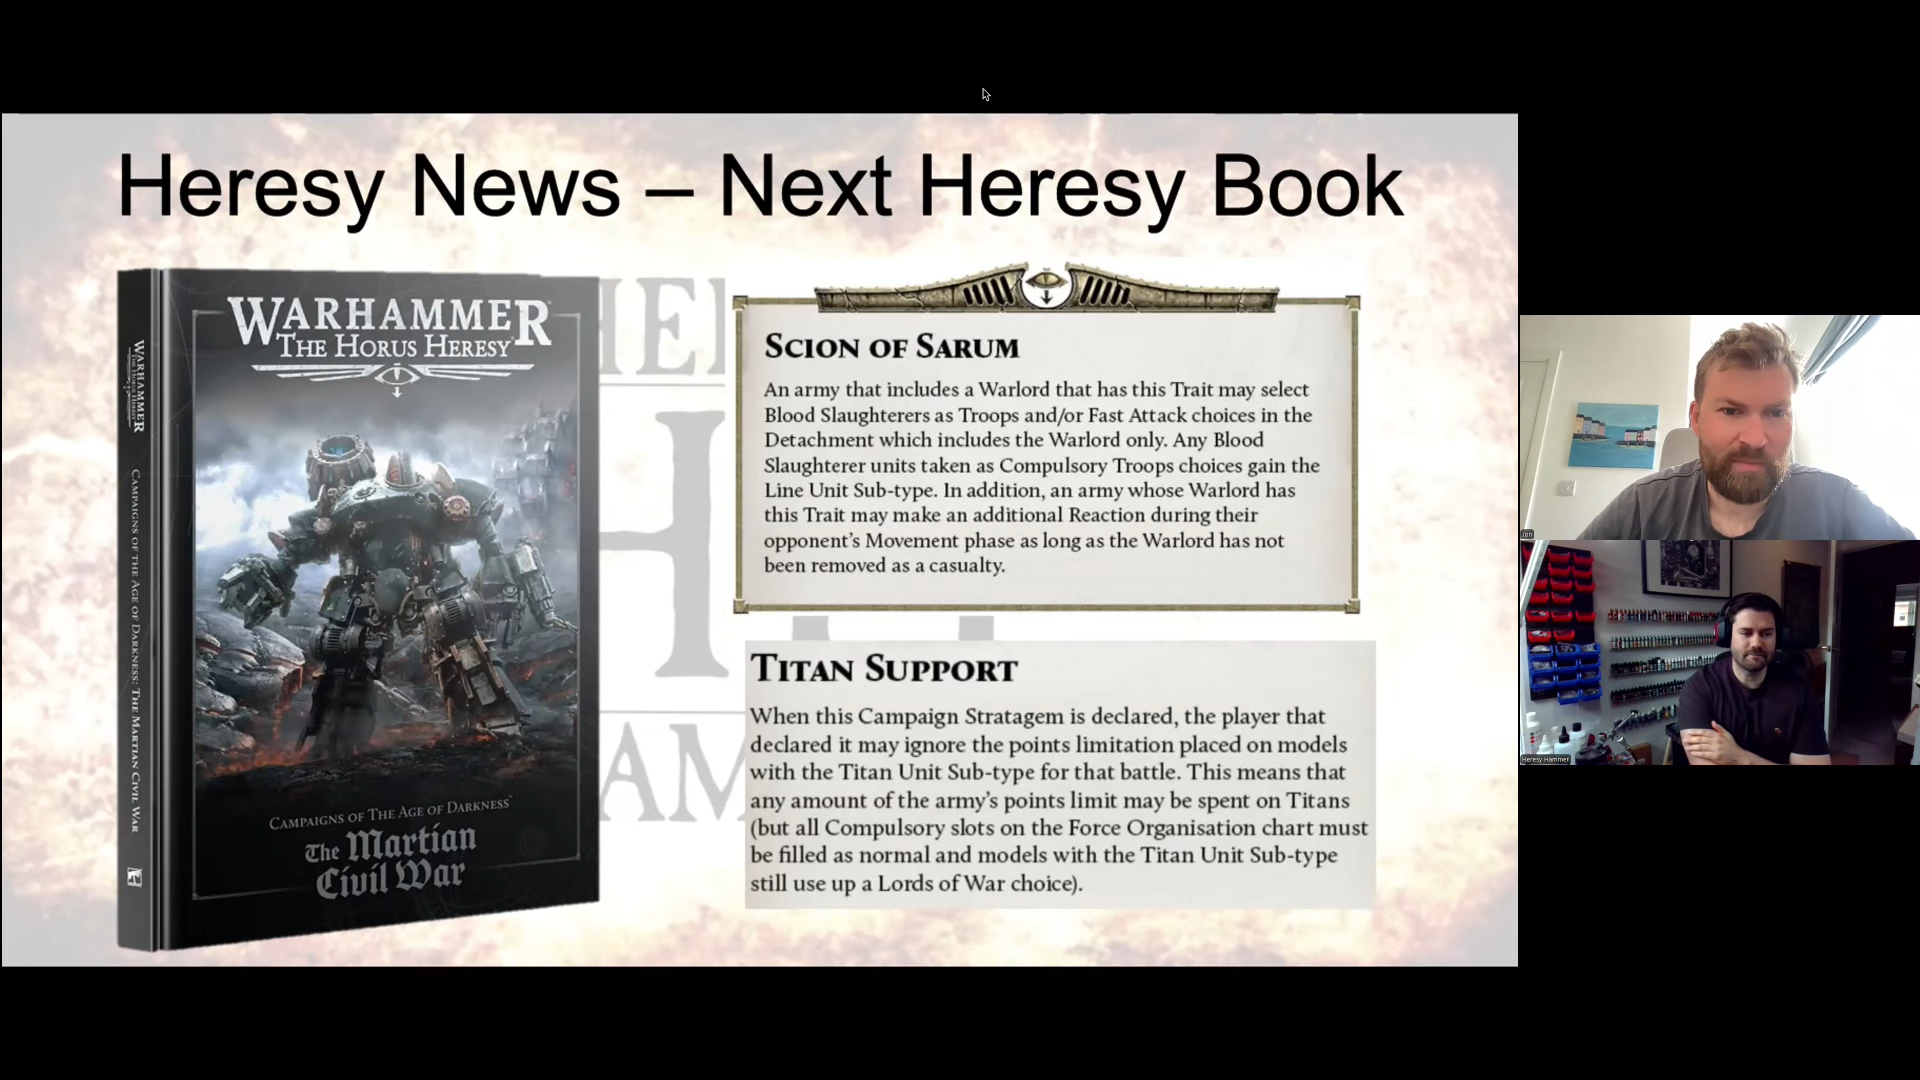 Heresy News – Next Heresy Book
WARHAMMER
THE HORUS HERESY
CAMPAIGNS OF THE AGE OF DARKNESS
The Martian
Civil War
WARHAMMER
THE HORUS HERESY
CAMPAIGNS OF THE AGE OF DARKNESS: THE MARTIAN CIVIL WAR
SCION OF SARUM
An army that includes a Warlord that has this Trait may select
Blood Slaughterers as Troops and/or Fast Attack choices in the
Detachment which includes the Warlord only. Any Blood
Slaughterer units taken as Compulsory Troops choices gain the
Line Unit Sub-type. In addition, an army whose Warlord has
this Trait may make an additional Reaction during their
opponent's Movement phase as long as the Warlord has not
been removed as a casualty.
TITAN SUPPORT
When this Campaign Stratagem is declared, the player that
declared it may ignore the points limitation placed on models
with the Titan Unit Sub-type for that battle. This means that
any amount of the army's points limit may be spent on Titans
(but all Compulsory slots on the Force Organisation chart must
be filled as normal and models with the Titan Unit Sub-type
still use up a Lords of War choice).
Jon
Heresy Hammer